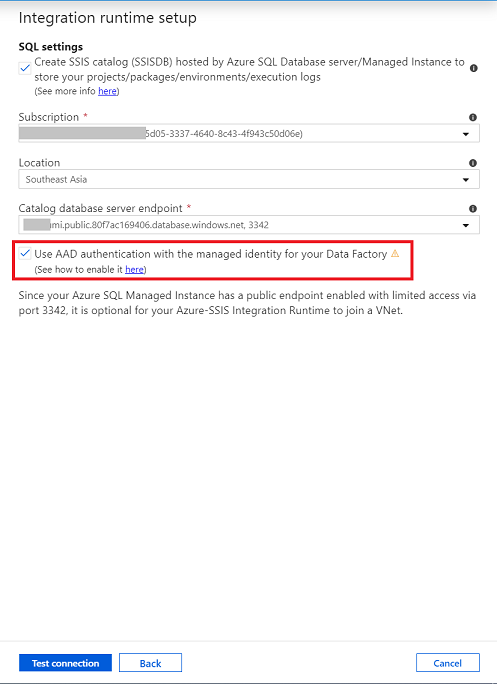 Integration runtime setup
SQL settings
Create SSIS catalog (SSISDB) hosted by Azure SQL Database server/Managed Instance to
store your projects/packages/environments/execution logs
(See more info here)
Subscription *
5d05-3337-4640-8c43-4f943c50d06e)
Location
Southeast Asia
Catalog database server endpoint *
mi.public.80f7ac169406.database.windows.net, 3342
Use AAD authentication with the managed identity for your Data Factory
(See how to enable it here)
Since your Azure SQL Managed Instance has a public endpoint enabled with limited access via
port 3342, it is optional for your Azure-SSIS Integration Runtime to join a VNet.
Test connection
Back
Cancel